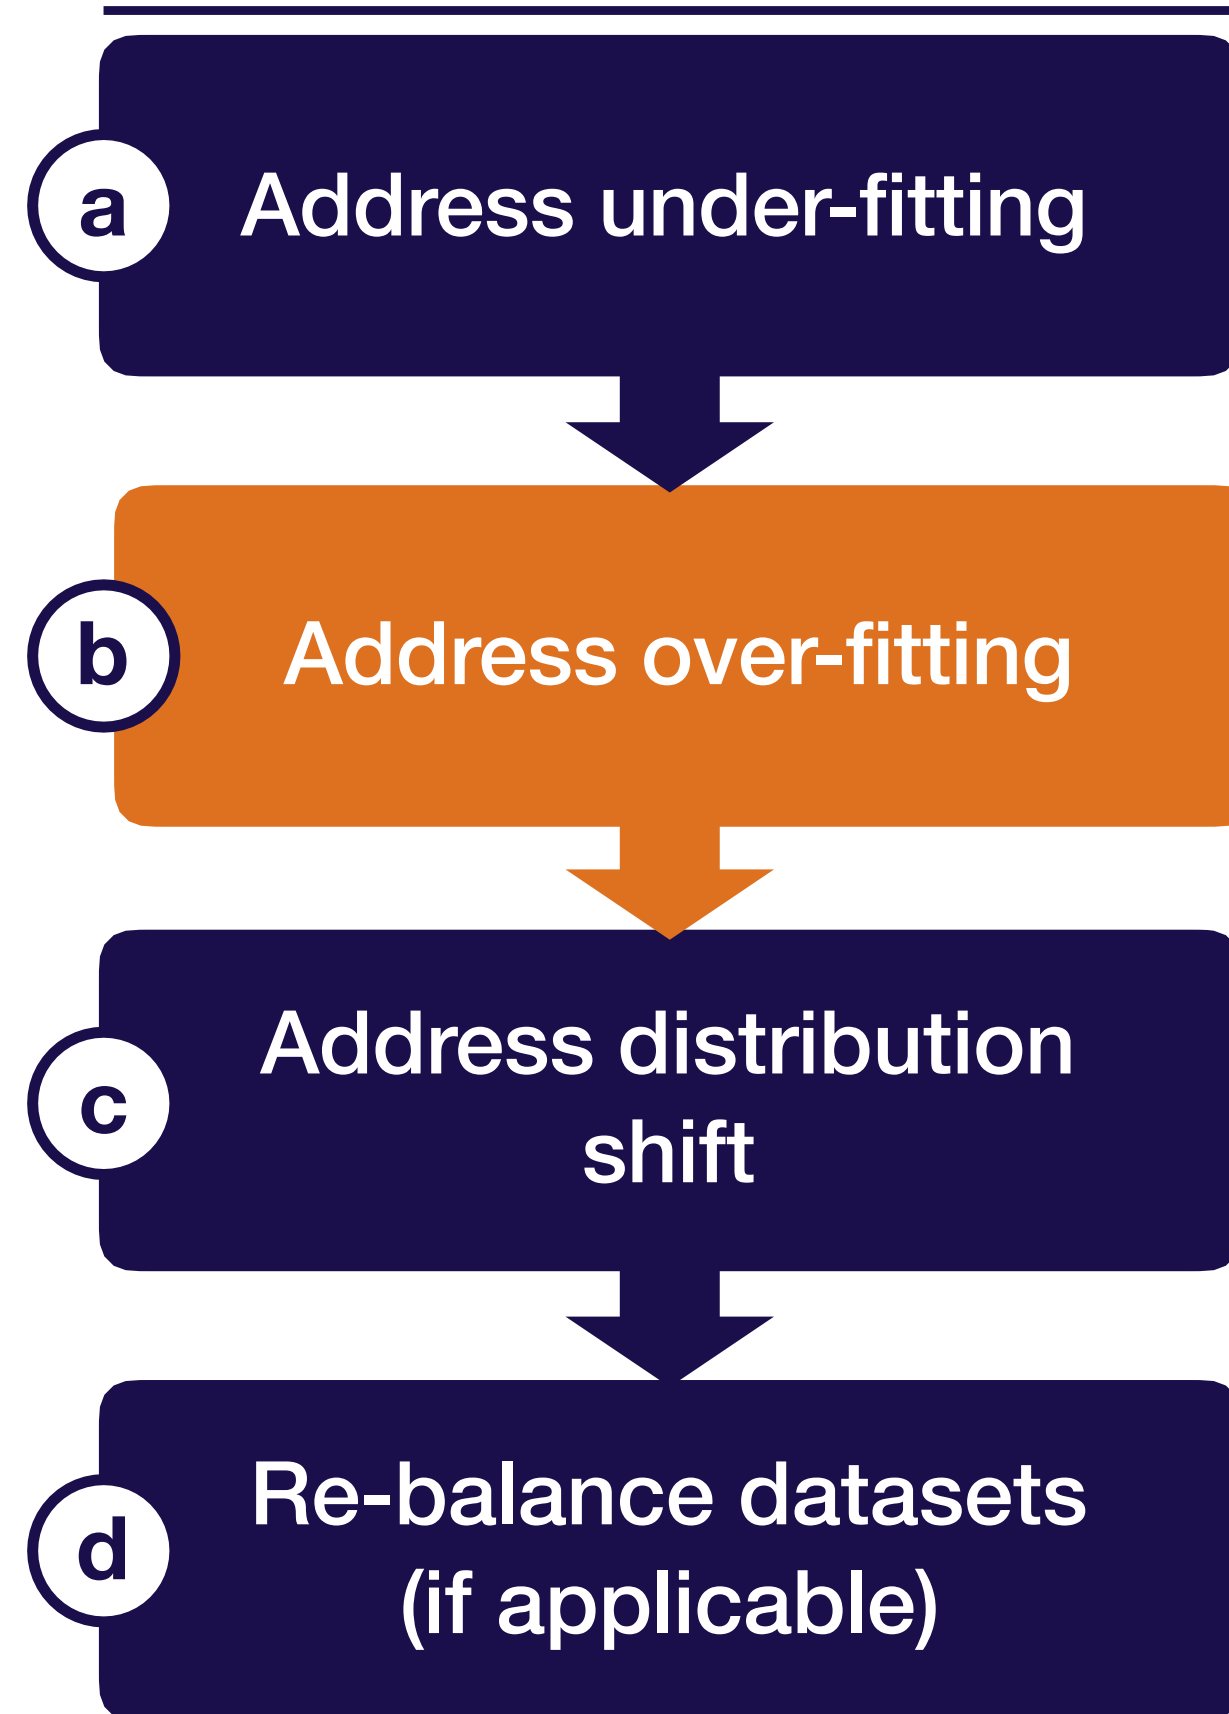 a
Address under-fitting
b
Address over-fitting
c
Address distribution
shift
d
Re-balance datasets
(if applicable)